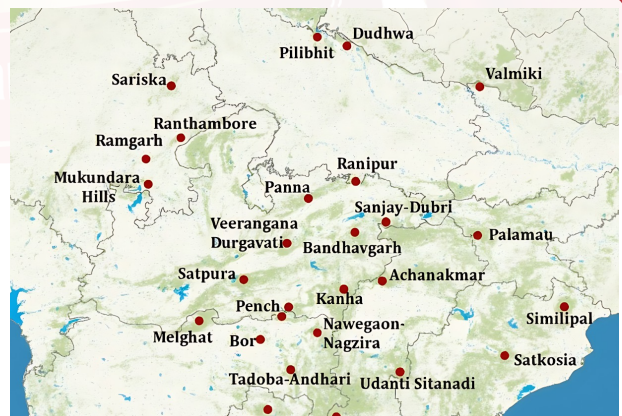 Dudhwa
Pilibhit
Valmiki
Sariska
Ranthambore
Ramgarh
Mukundara
Hills
Ranipur
Panna
Sanjay-Dubri
Veerangana
Durgavati
Bandhavgarh
Palamau
Satpura
Achanakmar
Kanha
Pench
Similipal
Melghat
Nawegaon-
Nagzira
Bor
Satkosia
Tadoba-Andhari
Udanti Sitanadi